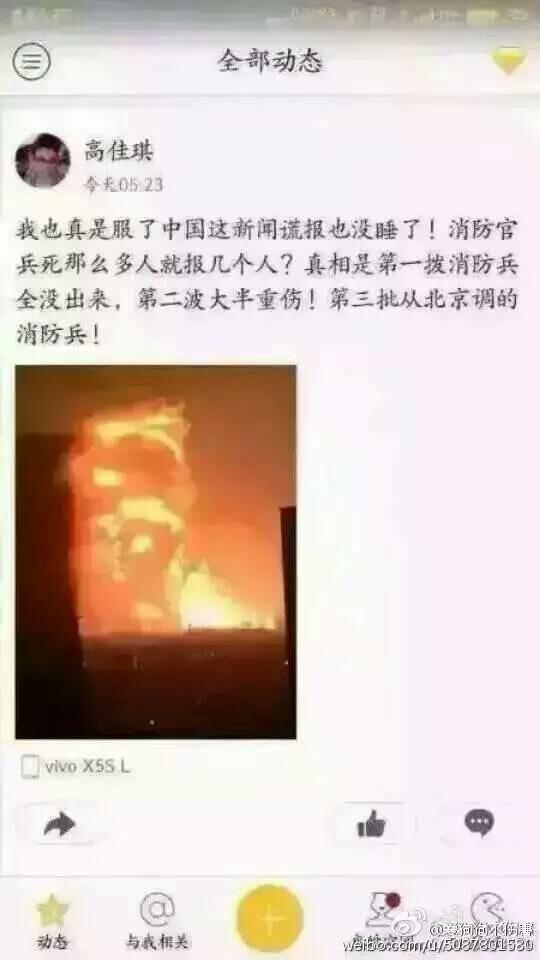 全部动态
高佳琪
今天05:23
我也真是服了中国这新闻谎报也没睡了！消防官
兵死那么多人就报几个人？真相是第一拨消防兵
全没出来，第二波大半重伤！第三批从北京调的
消防兵！
vivo X5S L
动态
与我相关
weibo.com/u/5087801580